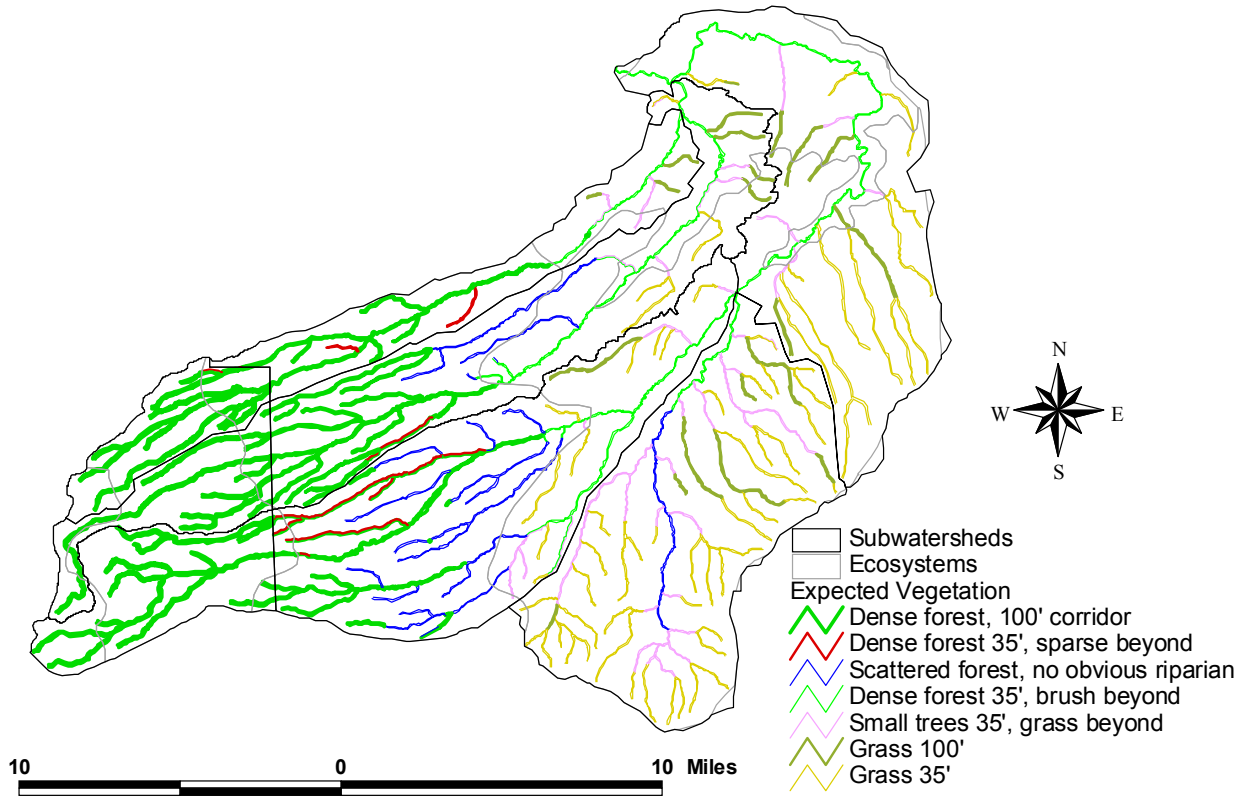 N
W E
S
Subwatersheds
Ecosystems
Expected Vegetation
Dense forest, 100' corridor
Dense forest 35', sparse beyond
Scattered forest, no obvious riparian
Dense forest 35', brush beyond
Small trees 35', grass beyond
Grass 100'
Grass 35'
10 0 10 Miles